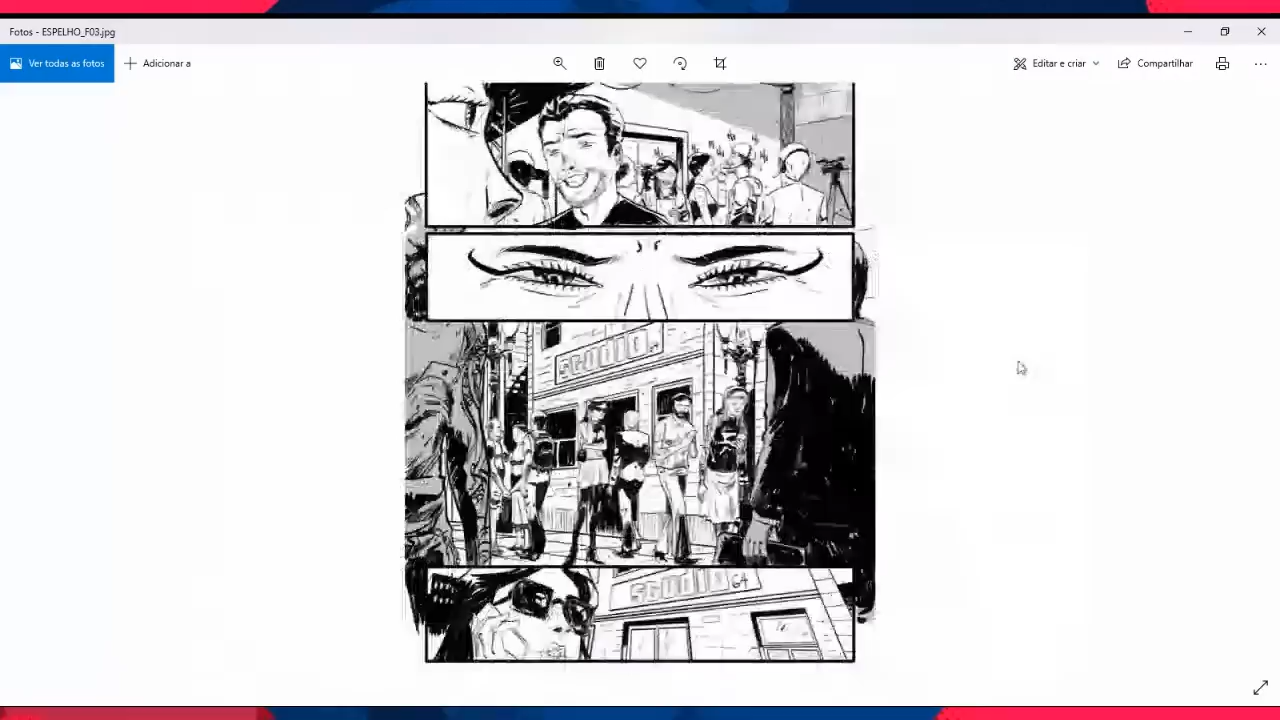 Fotos - ESPELHO_F03.jpg
Ver todas as fotos
Adicionar a
Editar e criar
Compartilhar
STUDIO
STUDIO 64